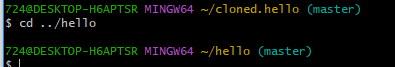 724@DESKTOP-H6APTSR MINGW64 ~/cloned.hello (master)
$ cd ../hello
724@DESKTOP-H6APTSR MINGW64 ~/hello (master)
$